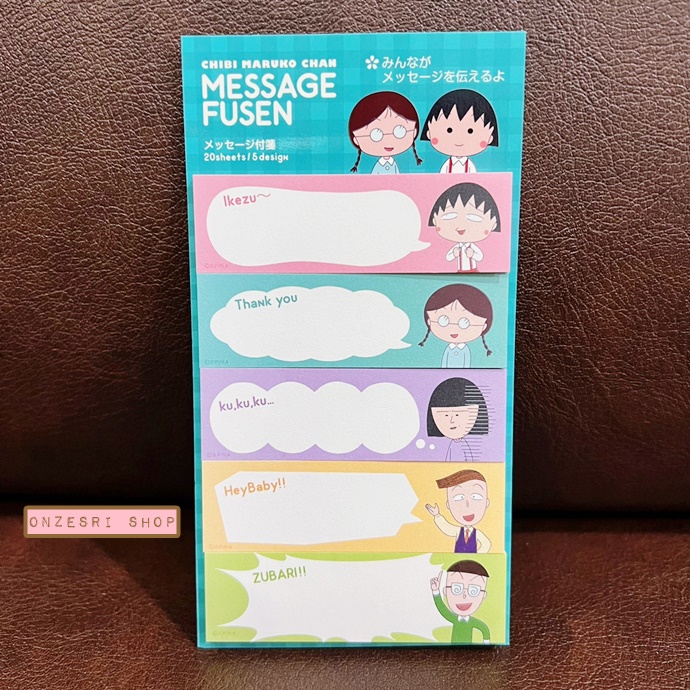 CHIBI MARUKO CHAN
MESSAGE
FUSEN
みんなが
メッセージを伝えるよ
メッセージ付箋
20sheets/5design
Ikezu〜
Thank you
ku,ku,ku...
HeyBaby!!
ZUBARI!!
ONZESRI SHOP